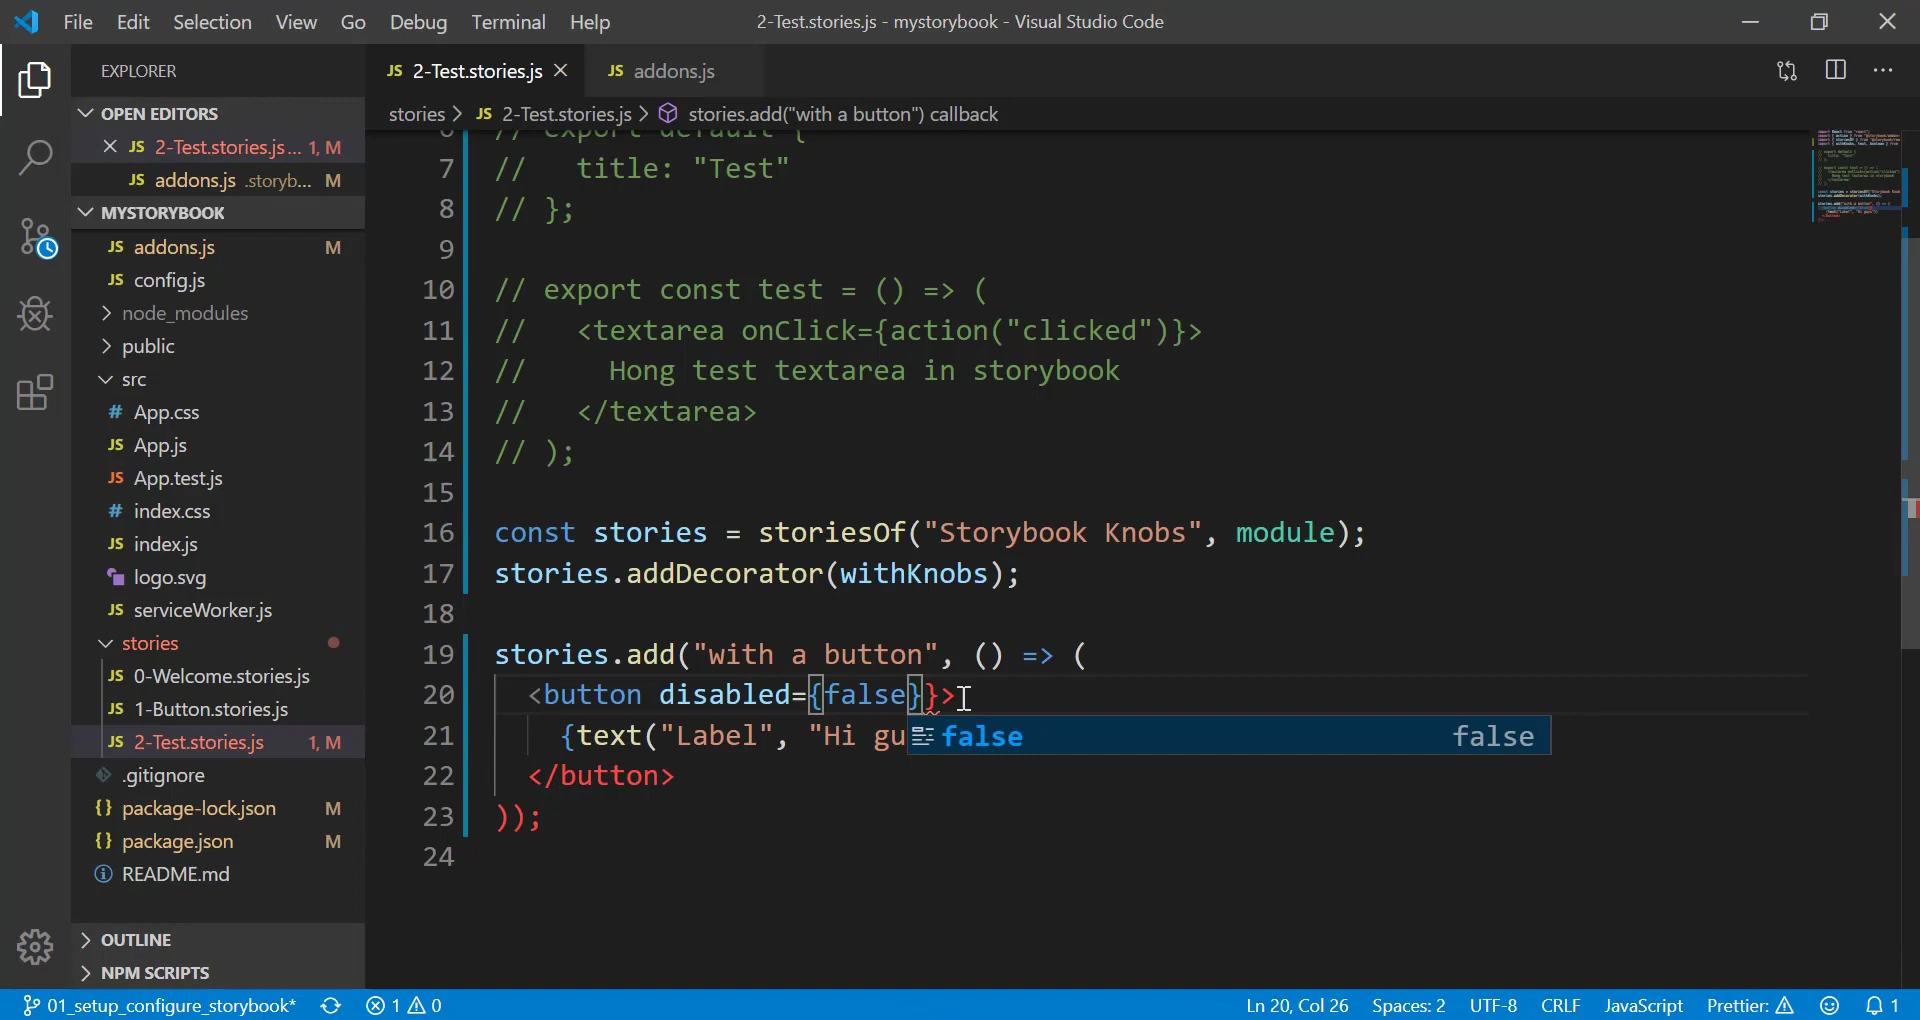 File Edit Selection View Go Debug Terminal Help
2-Test.stories.js - mystorybook - Visual Studio Code
EXPLORER
OPEN EDITORS
JS 2-Test.stories.js... 1, M
JS addons.js .storyb... M
MYSTORYBOOK
JS addons.js M
JS config.js
node_modules
public
src
# App.css
JS App.js
JS App.test.js
# index.css
JS index.js
logo.svg
JS serviceWorker.js
stories
JS 0-Welcome.stories.js
JS 1-Button.stories.js
JS 2-Test.stories.js 1, M
.gitignore
{} package-lock.json M
{} package.json M
README.md
OUTLINE
NPM SCRIPTS
JS 2-Test.stories.js
JS addons.js
stories > JS 2-Test.stories.js > stories.add("with a button") callback
6 // export default {
7 // title: "Test"
8 // };
9
10 // export const test = () => (
11 // <textarea onClick={action("clicked")}>
12 // Hong test textarea in storybook
13 // </textarea>
14 // );
15
16 const stories = storiesOf("Storybook Knobs", module);
17 stories.addDecorator(withKnobs);
18
19 stories.add("with a button", () => (
20 <button disabled={false}}>
21 {text("Label", "Hi gu
false false
22 </button>
23 ));
24
01_setup_configure_storybook* 1 0
Ln 20, Col 26 Spaces: 2 UTF-8 CRLF JavaScript Prettier: 1